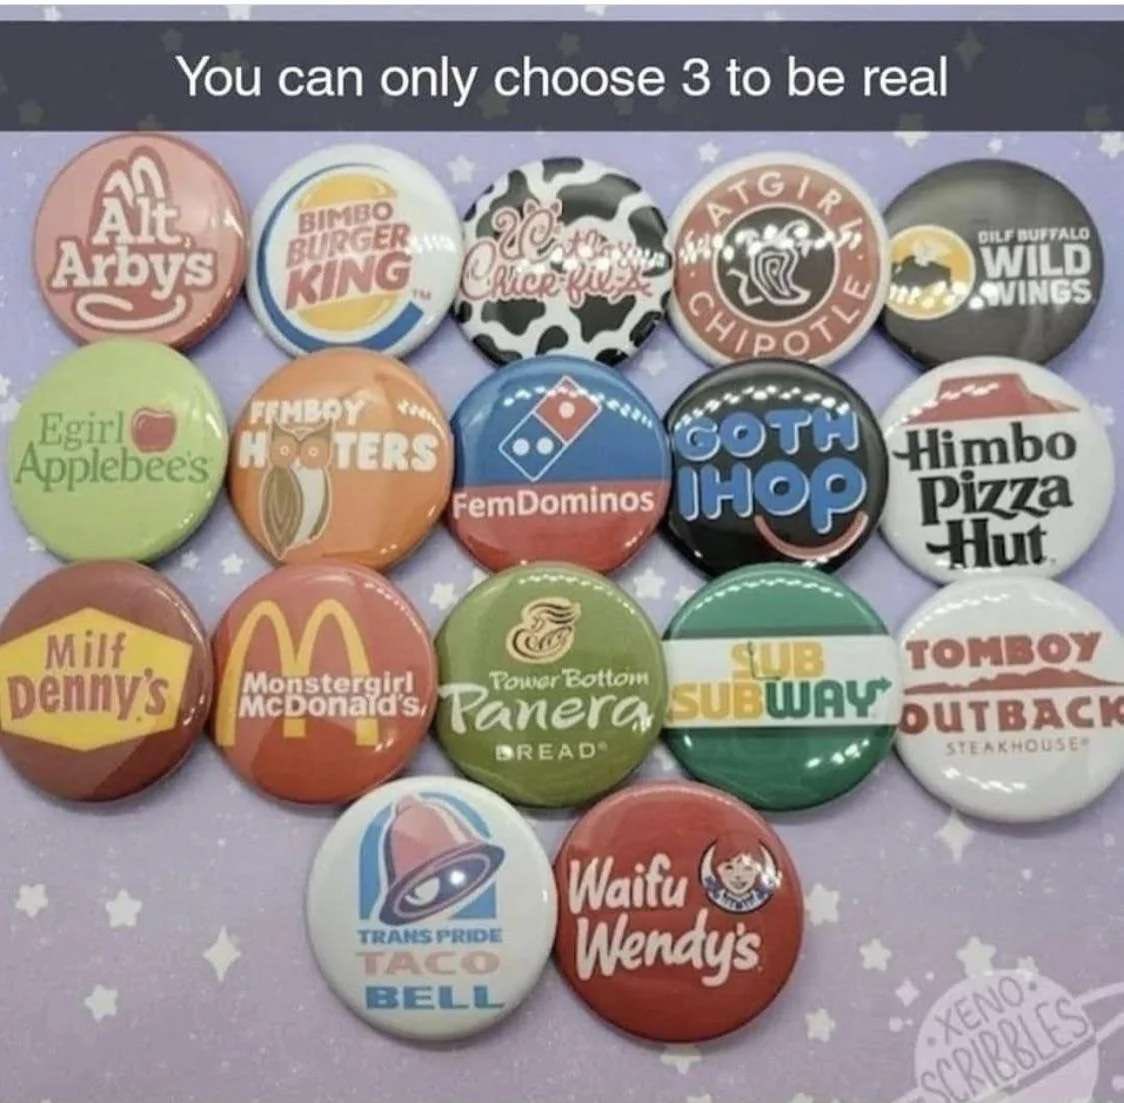 You can only choose 3 to be real
Alt
Arbys
BIMBO
BURGER
KING
TM
Chick-fil-A
CATGIRL
CHIPOTLE
DILF BUFFALO
WILD
WINGS
Egirl
Applebee's
FEMBOY
HOOTERS
FemDominos
GOTH
IHOP
Himbo
Pizza
Hut
Milf
Denny's
Monstergirl
McDonald's
Power Bottom
Panera
BREAD®
SUB
SUBWAY
TOMBOY
OUTBACK
STEAKHOUSE®
TRANS PRIDE
TACO
BELL
Waifu
Wendy's
XENO
SCRIBBLES